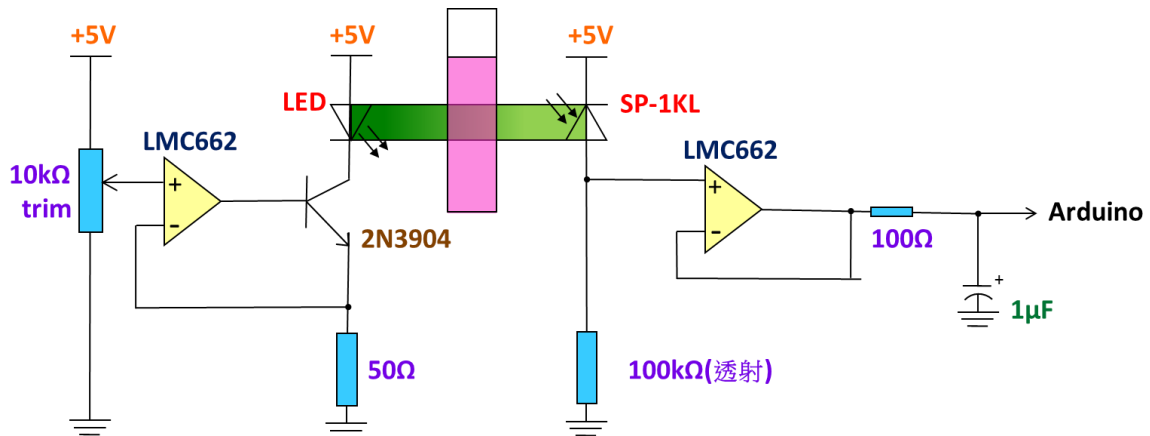 +5V
+5V
+5V
LED
SP-1KL
LMC662
LMC662
10kΩ
trim
+
-
+
-
2N3904
Arduino
100Ω
+
1µF
50Ω
100kΩ(透射)